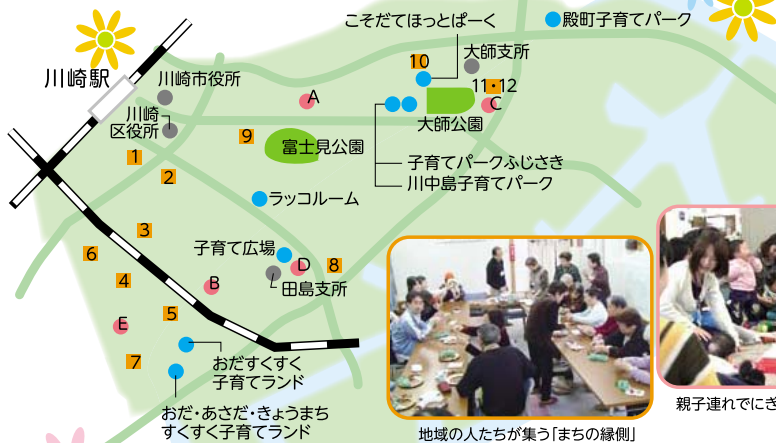 こそだてほっとぱーく
殿町子育てパーク
10
大師支所
川崎駅
川崎市役所
A
11・12
C
川崎
区役所
大師公園
9
富士見公園
1
2
子育てパークふじさき
川中島子育てパーク
ラッコルーム
3
6
子育て広場
D
8
4
B
田島支所
5
E
7
おだすくすく
子育てランド
おだ・あさだ・きょうまち
すくすく子育てランド
地域の人たちが集う「まちの縁側」
親子連れでにぎ